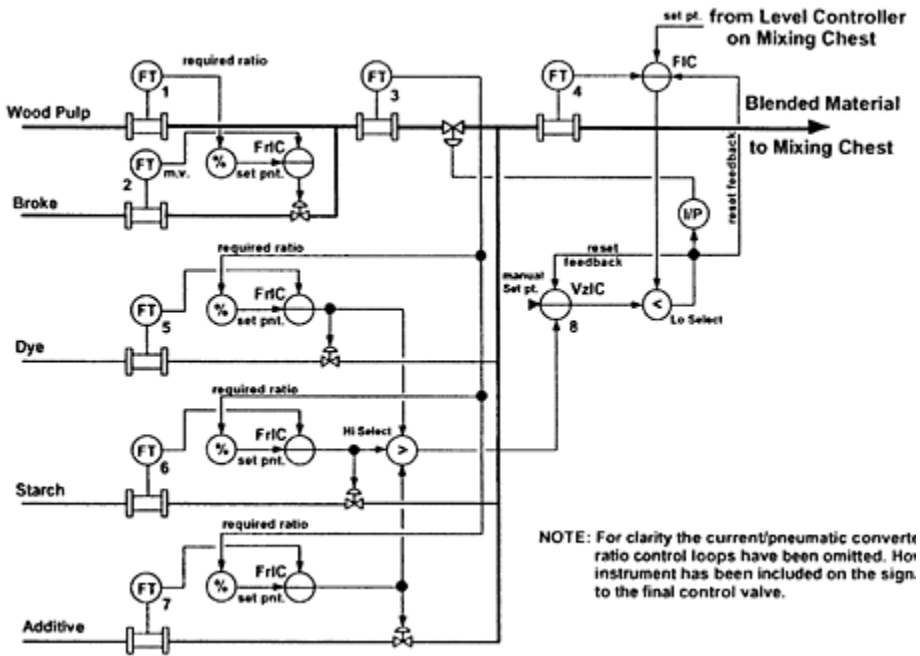 set pt.
from Level Controller
on Mixing Chest
FT
1
required ratio
FT
3
FT
4
FIC
Wood Pulp
Blended Material
to Mixing Chest
FT
2
m.v.
%
FrIC
set pnt.
Broke
I/P
reset feedback
required ratio
reset
feedback
manual
Set pt.
VzIC
8
<
Lo Select
FT
5
%
FrIC
set pnt.
Dye
required ratio
FT
6
%
FrIC
set pnt.
Hi Select
>
Starch
required ratio
FT
7
%
FrIC
set pnt.
Additive
NOTE: For clarity the current/pneumatic converte
ratio control loops have been omitted. Ho
instrument has been included on the sign
to the final control valve.